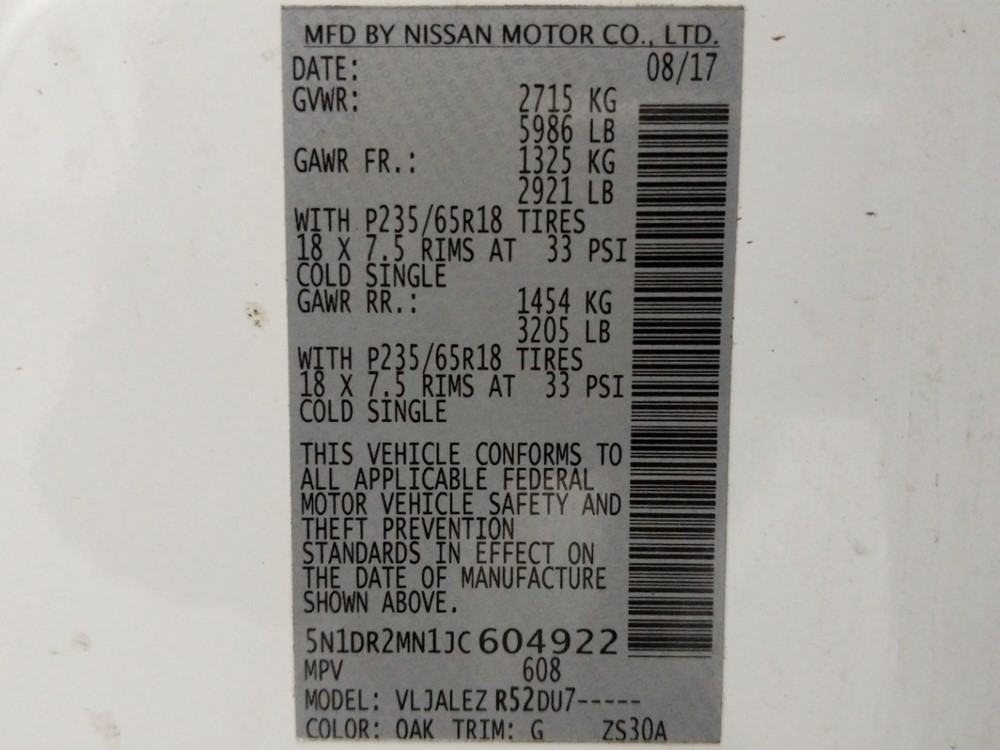 MFD BY NISSAN MOTOR CO., LTD.
DATE: 08/17
GVWR: 2715 KG
5986 LB
GAWR FR.: 1325 KG
2921 LB
WITH P235/65R18 TIRES
18 X 7.5 RIMS AT 33 PSI
COLD SINGLE
GAWR RR.: 1454 KG
3205 LB
WITH P235/65R18 TIRES
18 X 7.5 RIMS AT 33 PSI
COLD SINGLE
THIS VEHICLE CONFORMS TO
ALL APPLICABLE FEDERAL
MOTOR VEHICLE SAFETY AND
THEFT PREVENTION
STANDARDS IN EFFECT ON
THE DATE OF MANUFACTURE
SHOWN ABOVE.
5N1DR2MN1JC604922
MPV 608
MODEL: VLJALEZ R52DU7-----
COLOR: OAK TRIM: G ZS30A